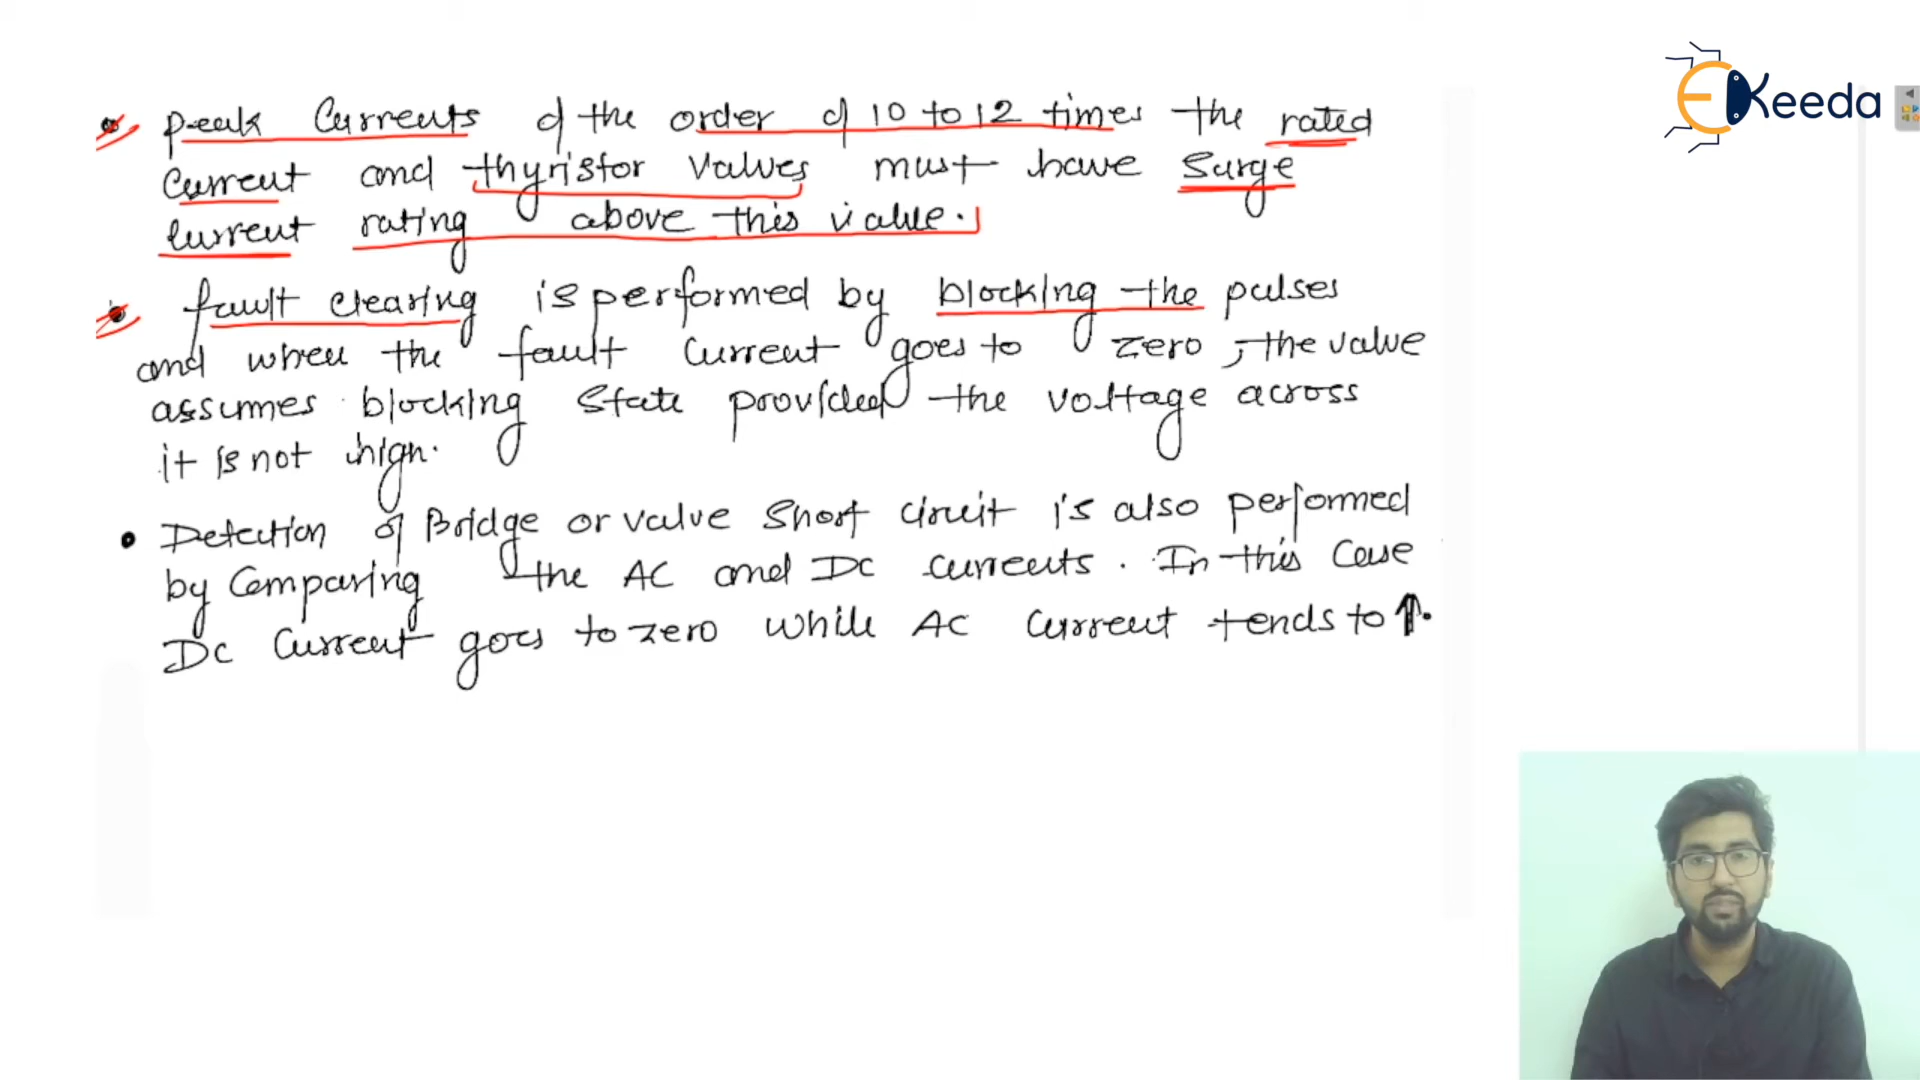 EKeeda
Peak Currents of the order of 10 to 12 times the rated
Current and thyristor Valves must have Surge
Current rating above this value.
fault clearing is performed by blocking the pulses
and when the fault Current goes to zero, the valve
assumes blocking State provided the voltage across
it is not high.
Detection of Bridge or valve Short circuit is also performed
by Comparing the AC and DC currents. In this Case
DC Current goes to zero while AC Current tends to ↑.